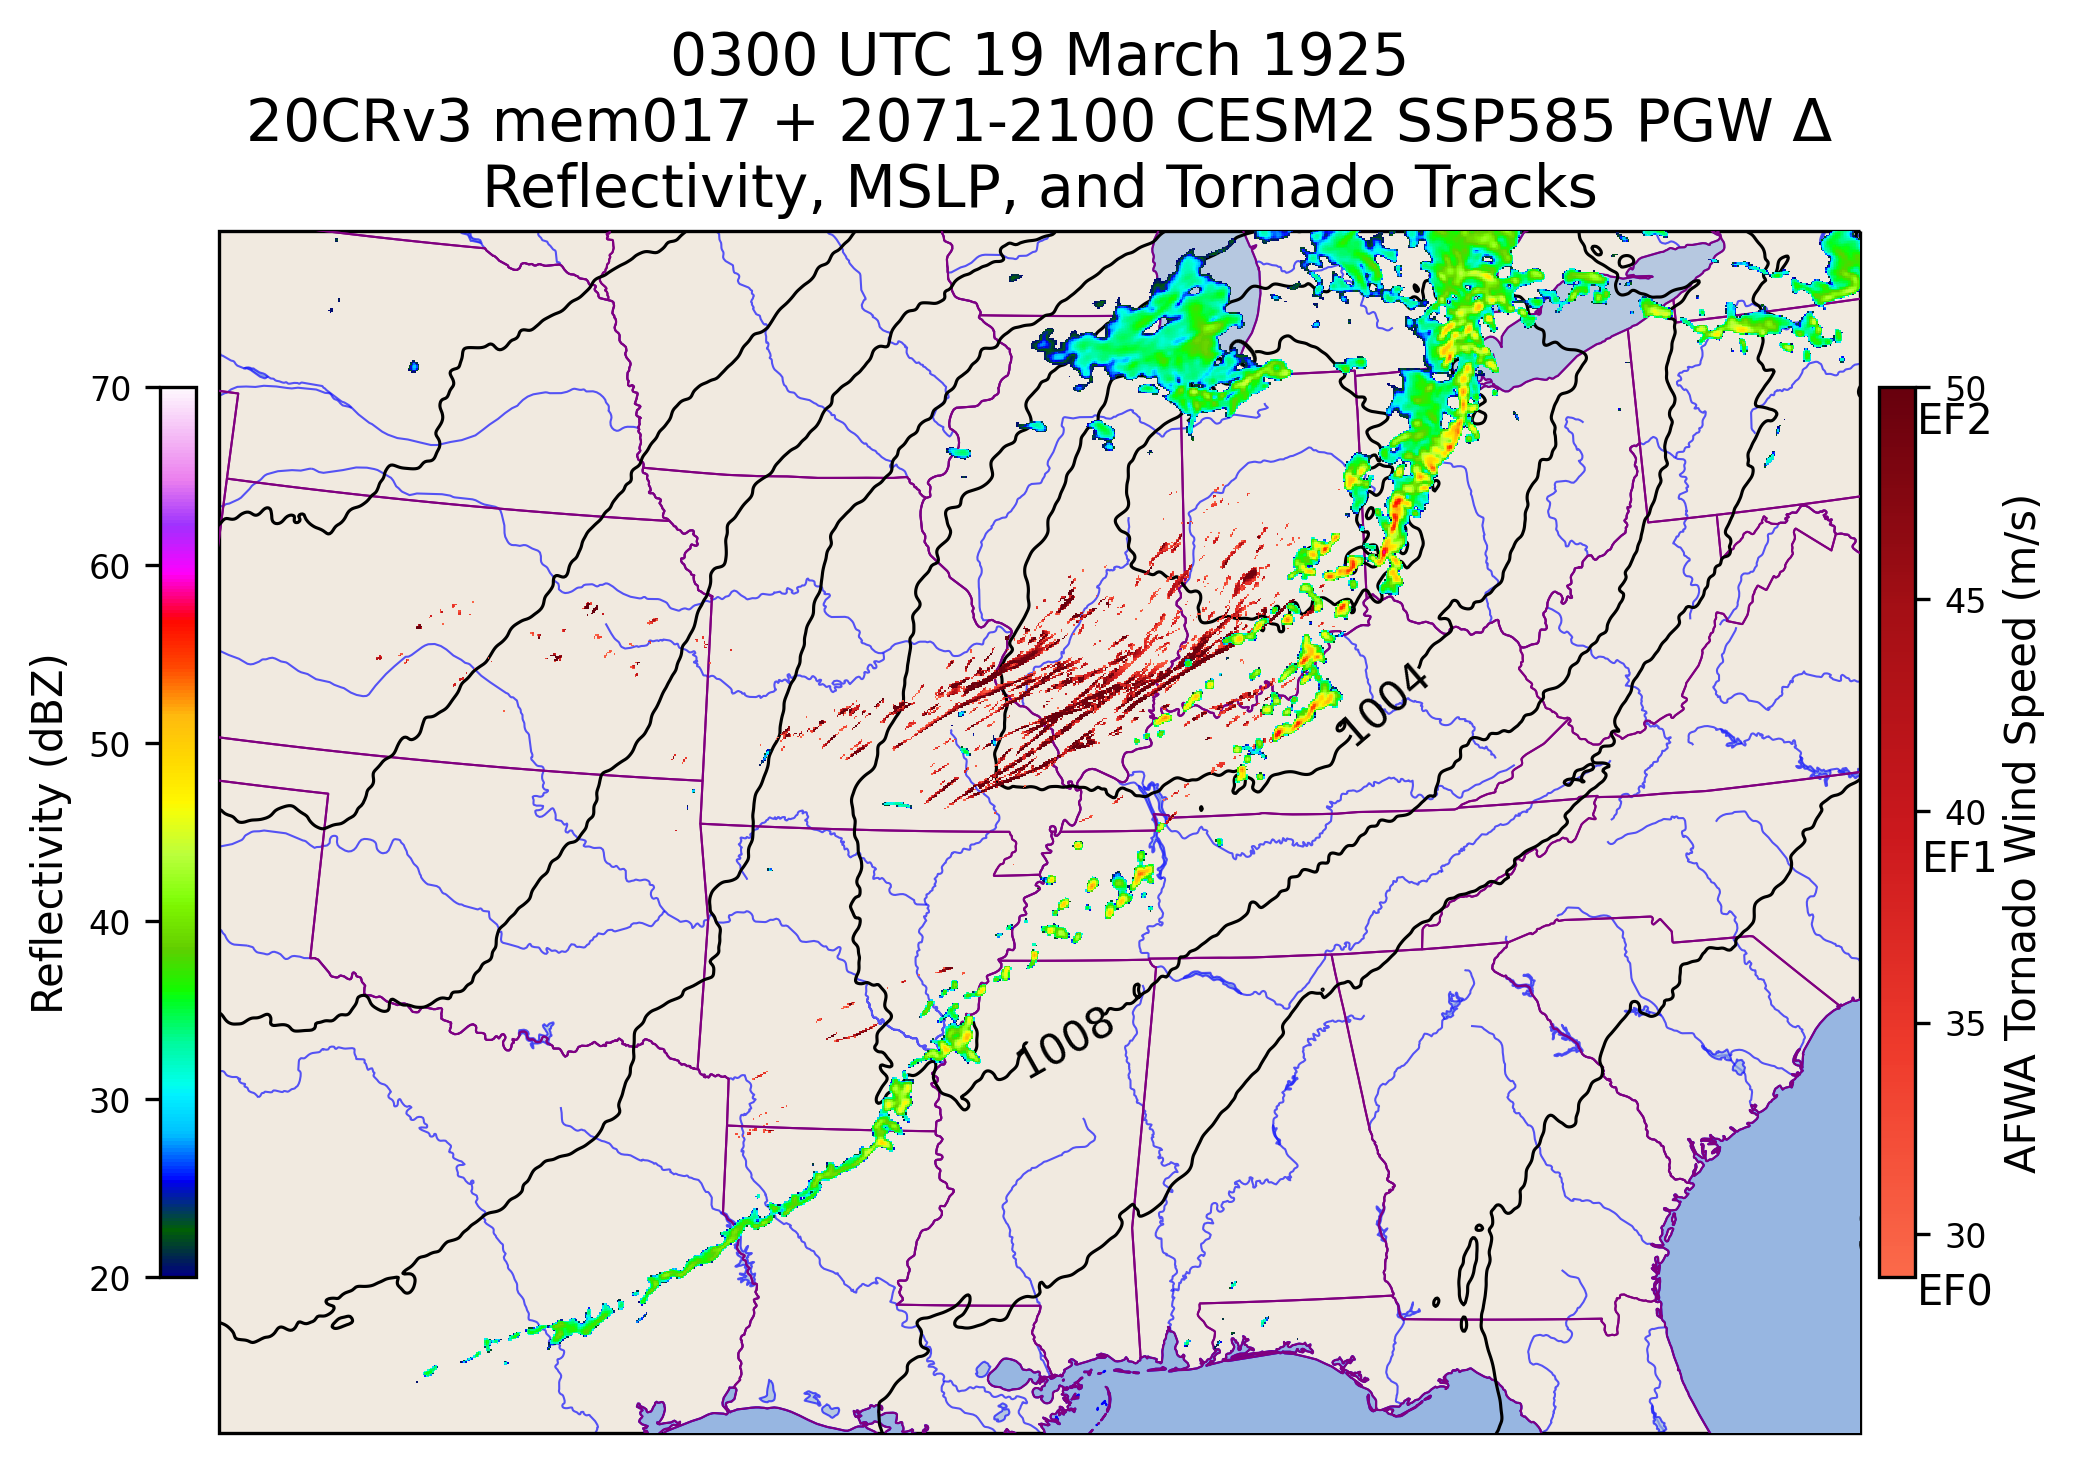 0300 UTC 19 March 1925
20CRv3 mem017 + 2071-2100 CESM2 SSP585 PGW Δ
Reflectivity, MSLP, and Tornado Tracks
Reflectivity (dBZ)
70
60
50
40
30
20
1004
1008
50
EF2
45
40
EF1
35
30
EF0
AFWA Tornado Wind Speed (m/s)